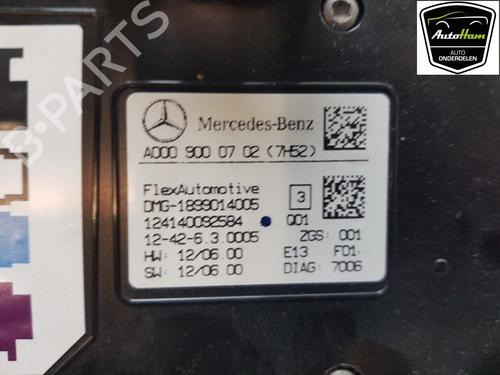 AutoHam
AUTO
ONDERDELEN
B-PARTS
Mercedes-Benz
A000 900 07 02 (7H52)
FlexAutomotive
DMG-1899014005
3
124140092584
Q01
12-42-6.3.0005
ZGS: 001
HW: 12/06.00
E13 F01
SW: 12/06.00
DIAG: 7006